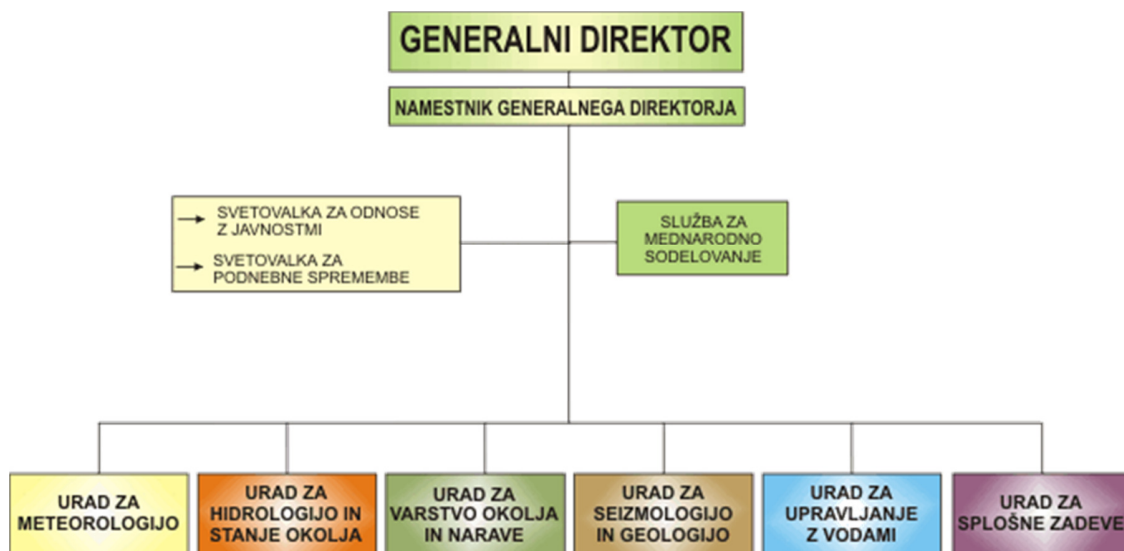 GENERALNI DIREKTOR
NAMESTNIK GENERALNEGA DIREKTORJA
SVETOVALKA ZA ODNOSE
Z JAVNOSTMI
SVETOVALKA ZA
PODNEBNE SPREMEMBE
SLUŽBA ZA
MEDNARODNO
SODELOVANJE
URAD ZA
METEOROLOGIJO
URAD ZA
HIDROLOGIJO IN
STANJE OKOLJA
URAD ZA
VARSTVO OKOLJA
IN NARAVE
URAD ZA
SEIZMOLOGIJO
IN GEOLOGIJO
URAD ZA
UPRAVLJANJE
Z VODAMI
URAD ZA
SPLOŠNE ZADEVE